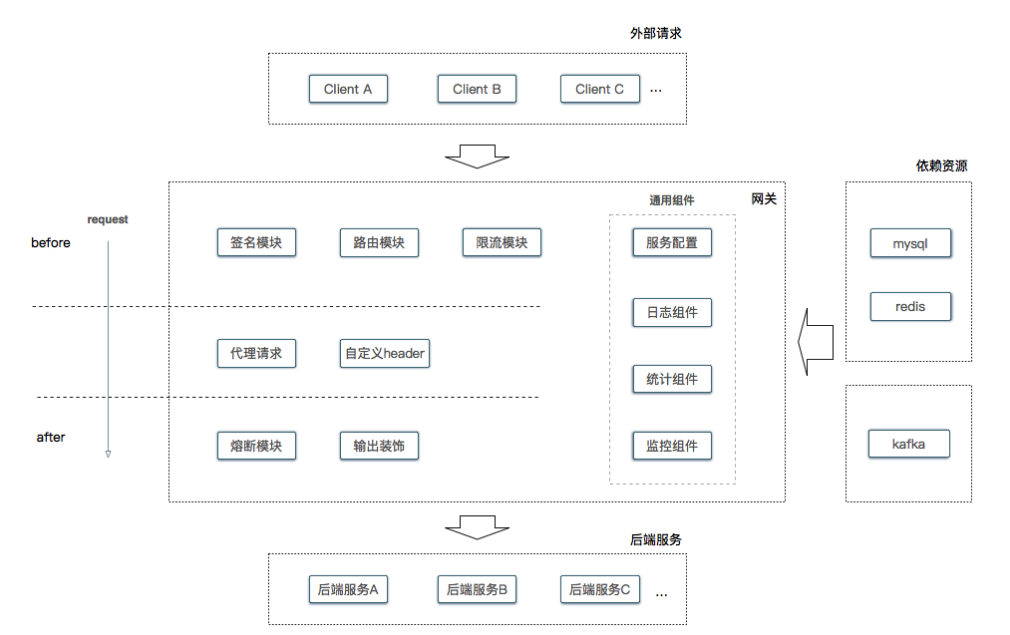 外部请求
Client A
Client B
Client C
...
依赖资源
request
before
after
网关
签名模块
路由模块
限流模块
代理请求
自定义header
熔断模块
输出装饰
通用组件
服务配置
日志组件
统计组件
监控组件
mysql
redis
kafka
后端服务
后端服务A
后端服务B
后端服务C
...